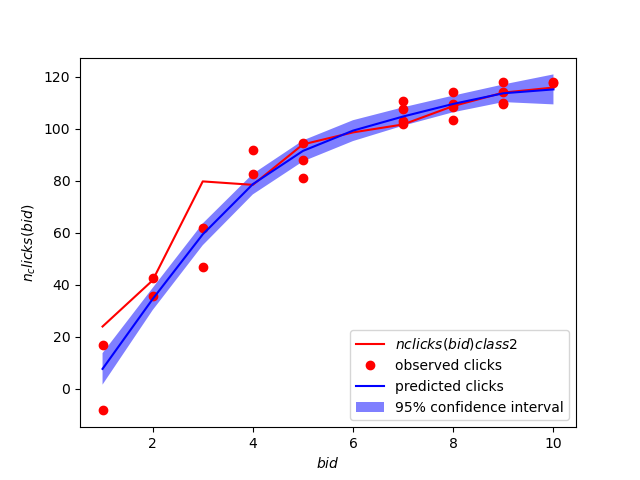 120
100
80
60
40
20
0
n_clicks(bid)
2
4
6
8
10
bid
nclicks(bid)class2
observed clicks
predicted clicks
95% confidence interval